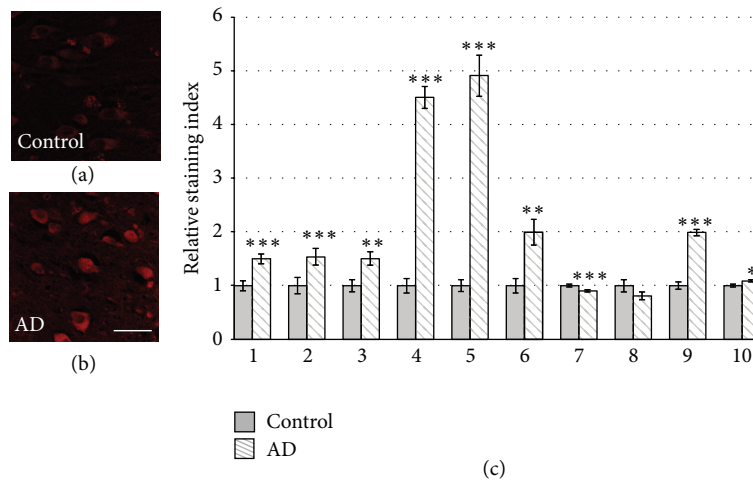 Control
(a)
AD
(b)
Relative staining index
6
5
4
3
2
1
0
***
***
**
***
***
**
***
***
*
1 2 3 4 5 6 7 8 9 10
Control
AD
(c)